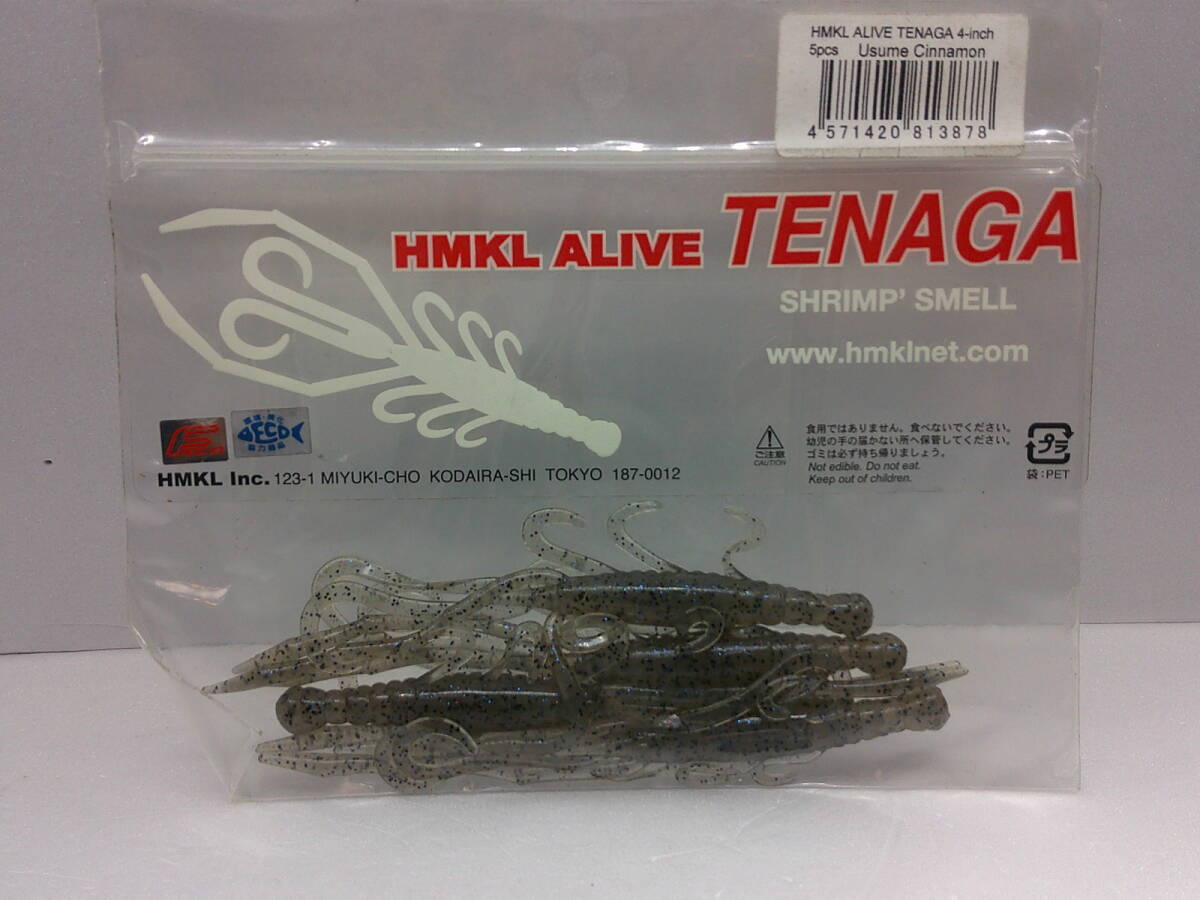 HMKL ALIVE TENAGA 4-inch
5pcs Usume Cinnamon
4 571420 813878
HMKL ALIVE TENAGA
SHRIMP' SMELL
www.hmklnet.com
ECO
HMKL Inc. 123-1 MIYUKI-CHO KODAIRA-SHI TOKYO 187-0012
ご注意
CAUTION
食用ではありません。食べないでください。
幼児の手の届かない所へ保管してください。
ゴミは必ず持ち帰りましょう。
Not edible. Do not eat.
Keep out of children.
プラ
袋:PET